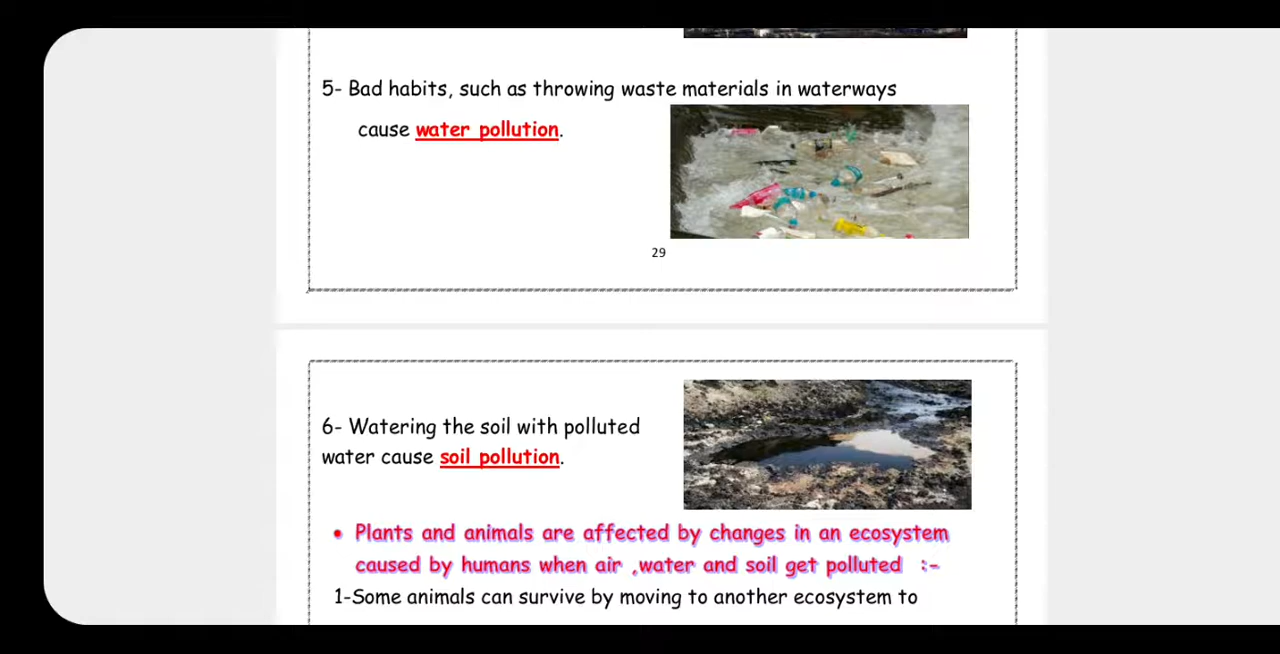 5- Bad habits, such as throwing waste materials in waterways
cause water pollution.
29
6- Watering the soil with polluted
water cause soil pollution.
• Plants and animals are affected by changes in an ecosystem
caused by humans when air ,water and soil get polluted :-
1-Some animals can survive by moving to another ecosystem to